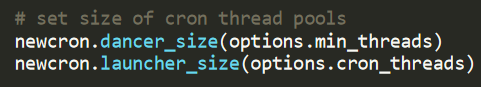 # set size of cron thread pools
newcron.dancer_size(options.min_threads)
newcron.launcher_size(options.cron_threads)